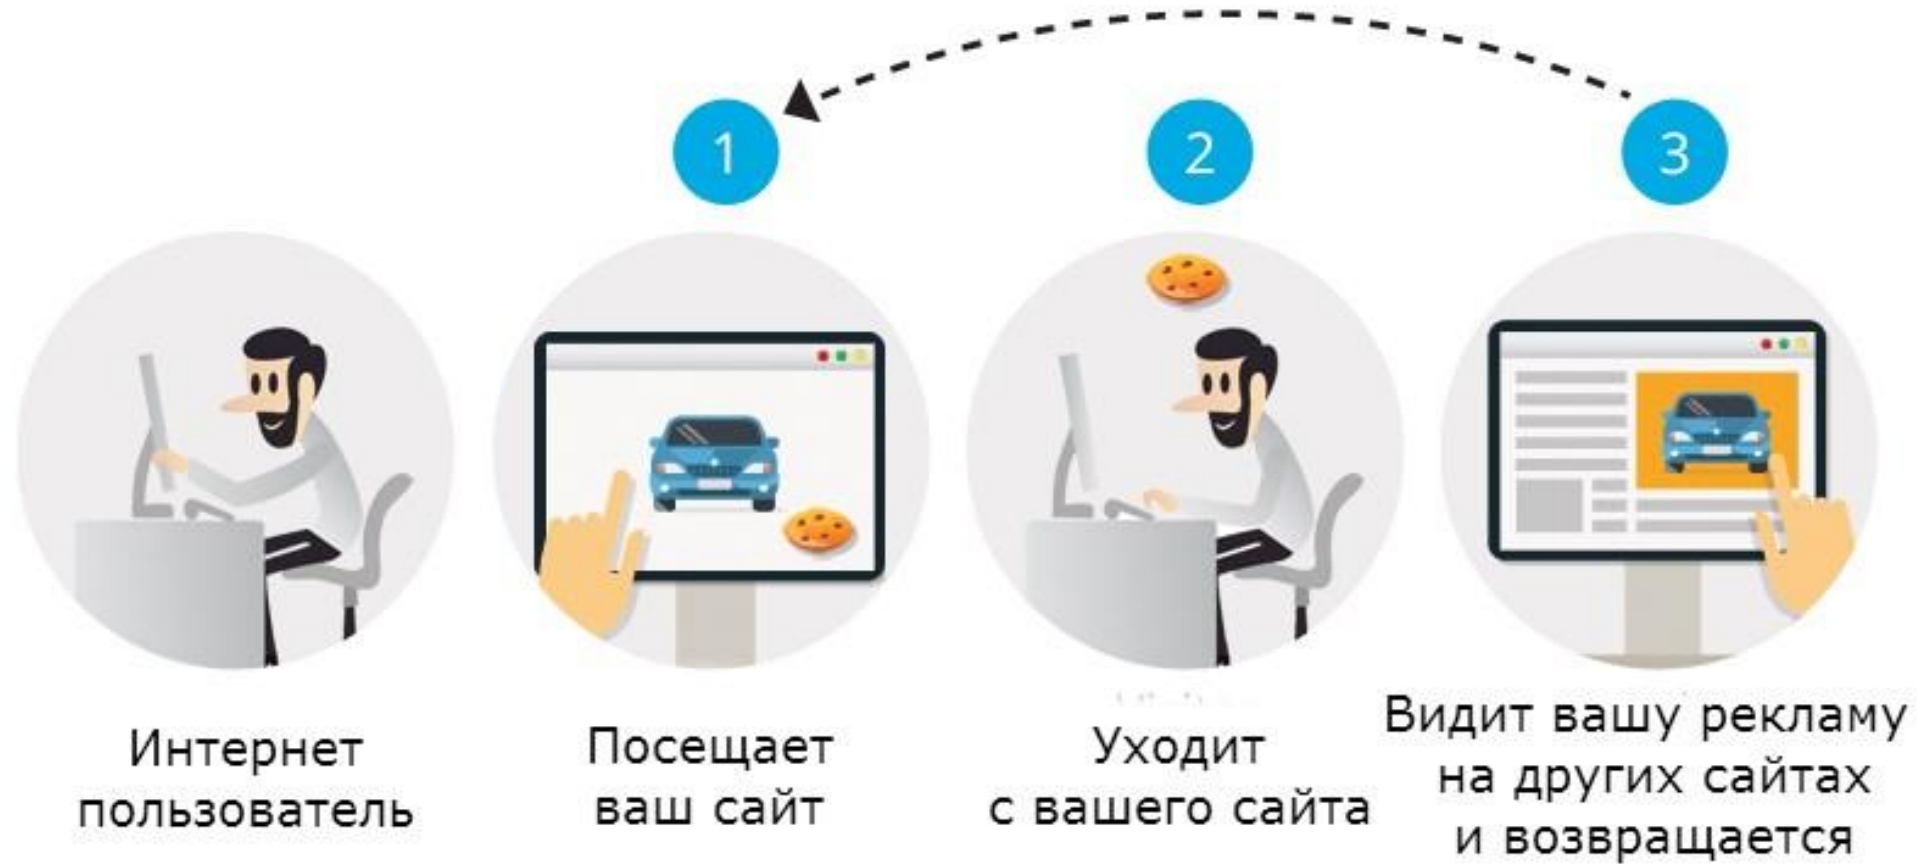 1
2
3
Интернет
пользователь
Посещает
ваш сайт
Уходит
с вашего сайта
Видит вашу рекламу
на других сайтах
и возвращается